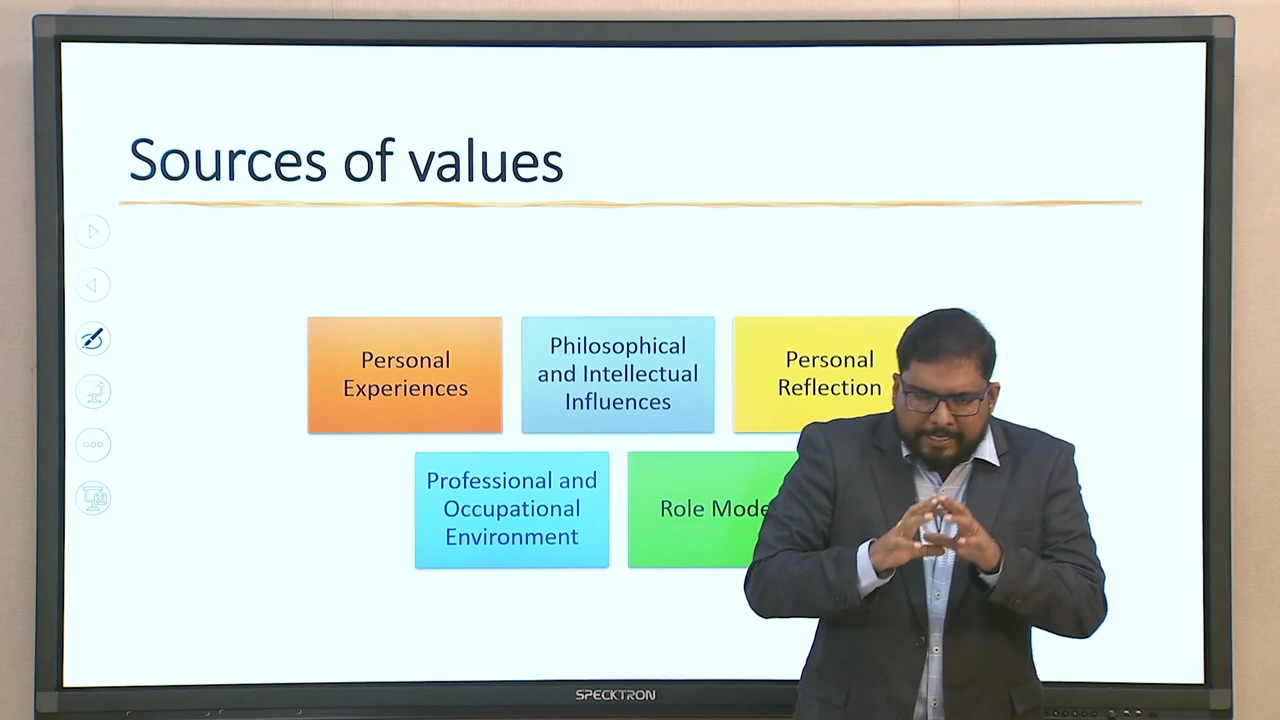 Sources of values
Personal
Experiences
Philosophical
and Intellectual
Influences
Personal
Reflection
Professional and
Occupational
Environment
Role
SPECKTRON